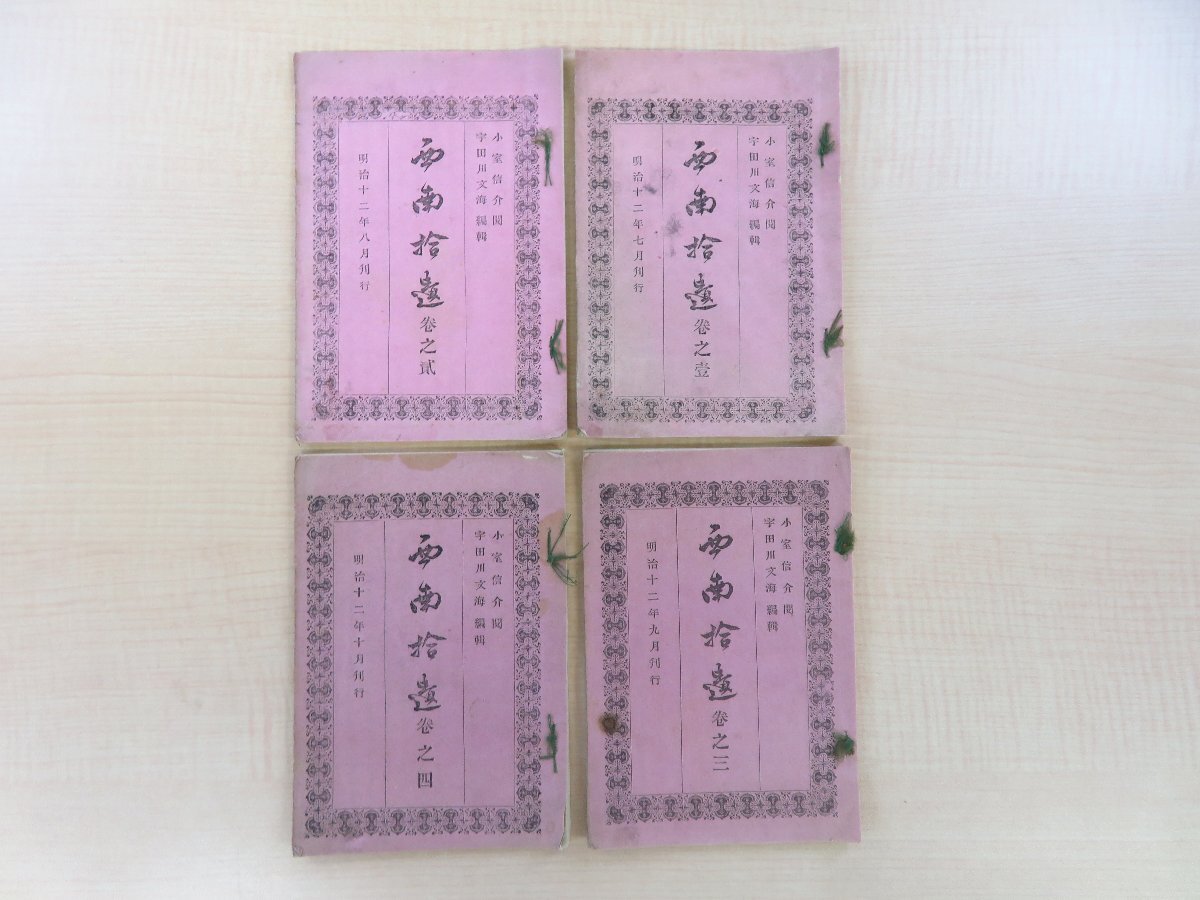 小室信介閲
宇田川文海編輯
西南拾遺卷之壹
明治十二年七月刊行
小室信介閲
宇田川文海編輯
西南拾遺卷之貳
明治十二年八月刊行
小室信介閲
宇田川文海編輯
西南拾遺卷之三
明治十二年九月刊行
小室信介閲
宇田川文海編輯
西南拾遺卷之四
明治十二年十月刊行